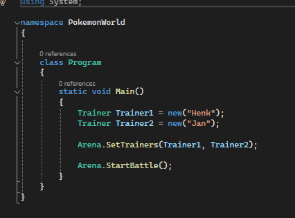 using System;
namespace PokemonWorld
{
0 references
class Program
{
0 references
static void Main()
{
Trainer Trainer1 = new("Henk");
Trainer Trainer2 = new("Jan");
Arena.SetTrainers(Trainer1, Trainer2);
Arena.StartBattle();
}
}
}